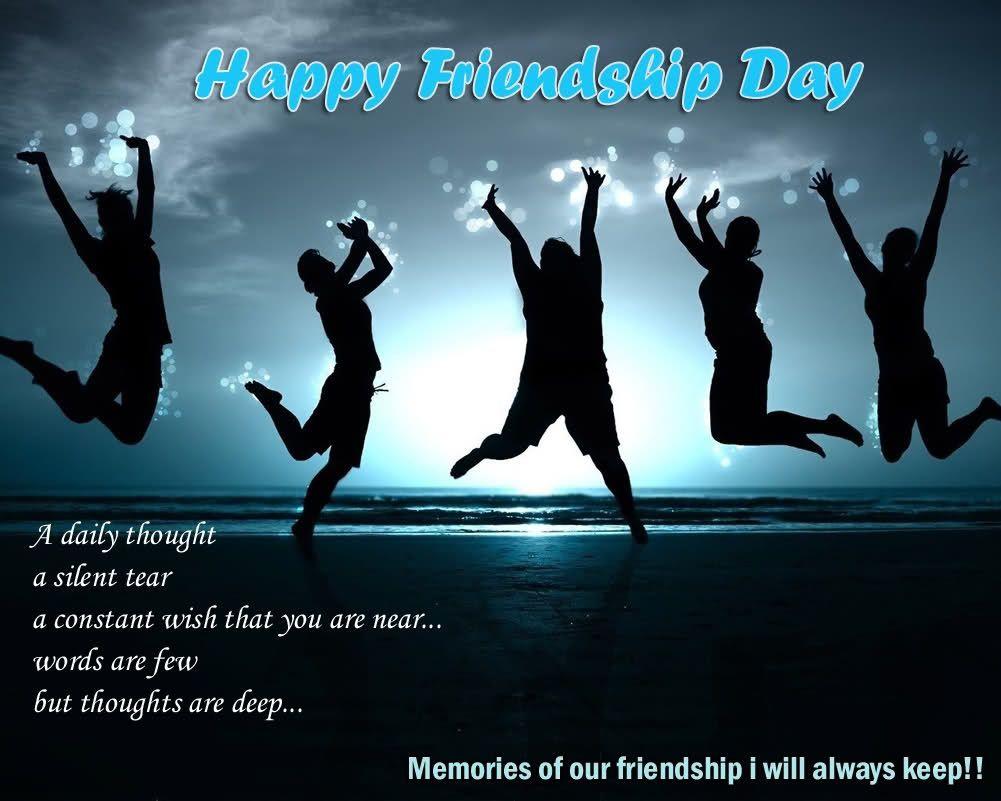 Happy Friendship Day
A daily thought
a silent tear
a constant wish that you are near...
words are few
but thoughts are deep...
Memories of our friendship i will always keep!!